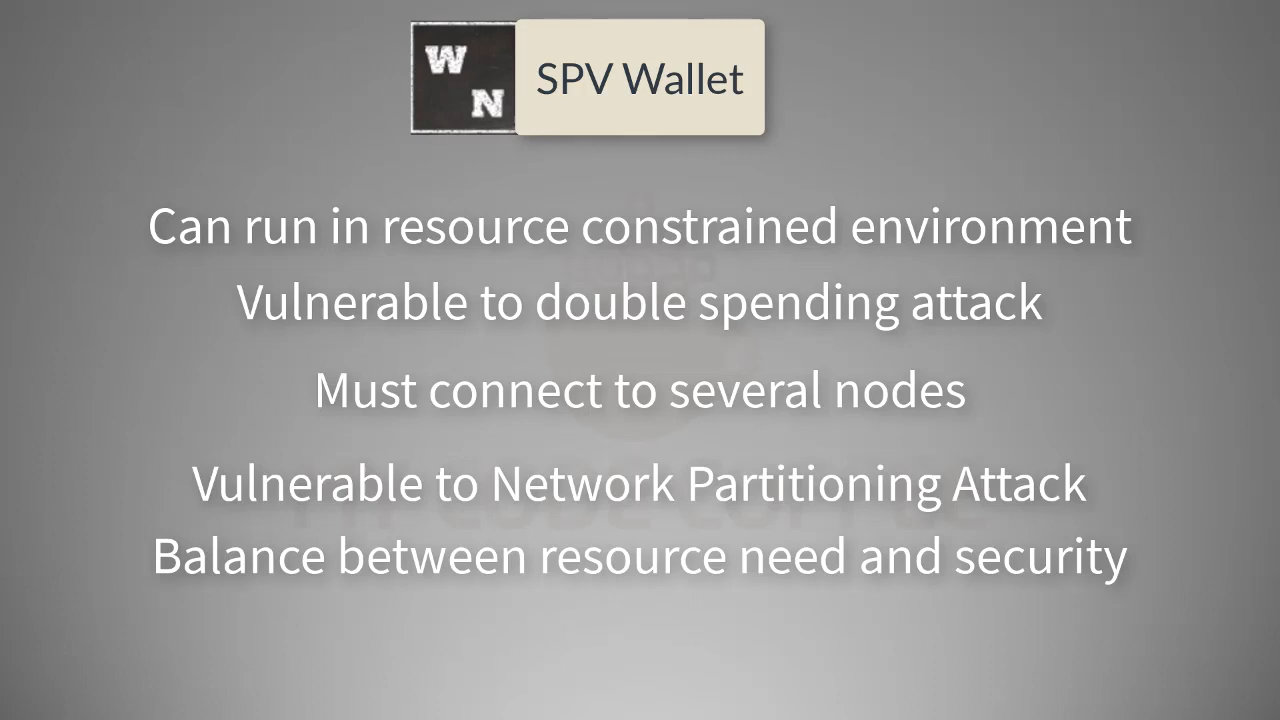 W
N
SPV Wallet
Can run in resource constrained environment
Vulnerable to double spending attack
Must connect to several nodes
Vulnerable to Network Partitioning Attack
Balance between resource need and security